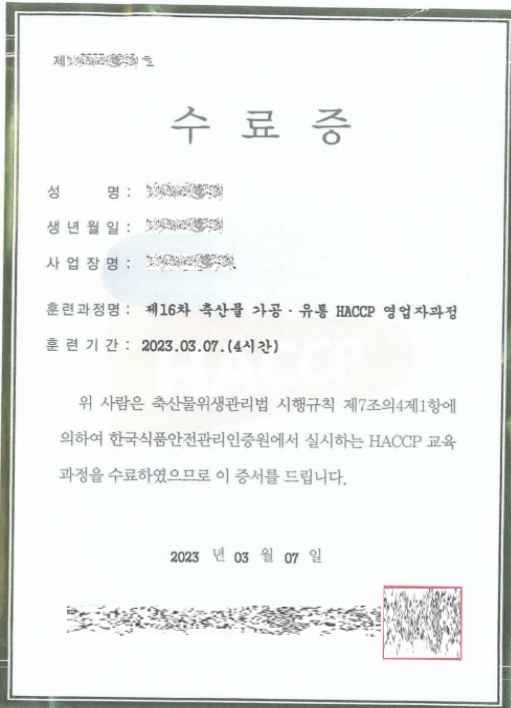 제 호
수 료 증
성 명 :
생 년 월 일 :
사 업 장 명 :
훈련과정명 : 제16차 축산물 가공·유통 HACCP 영업자과정
훈 련 기 간 : 2023.03.07.(4시간)
HACCP
위 사람은 축산물위생관리법 시행규칙 제7조의4제1항에
의하여 한국식품안전관리인증원에서 실시하는 HACCP 교육
과정을 수료하였으므로 이 증서를 드립니다.
2023 년 03 월 07 일